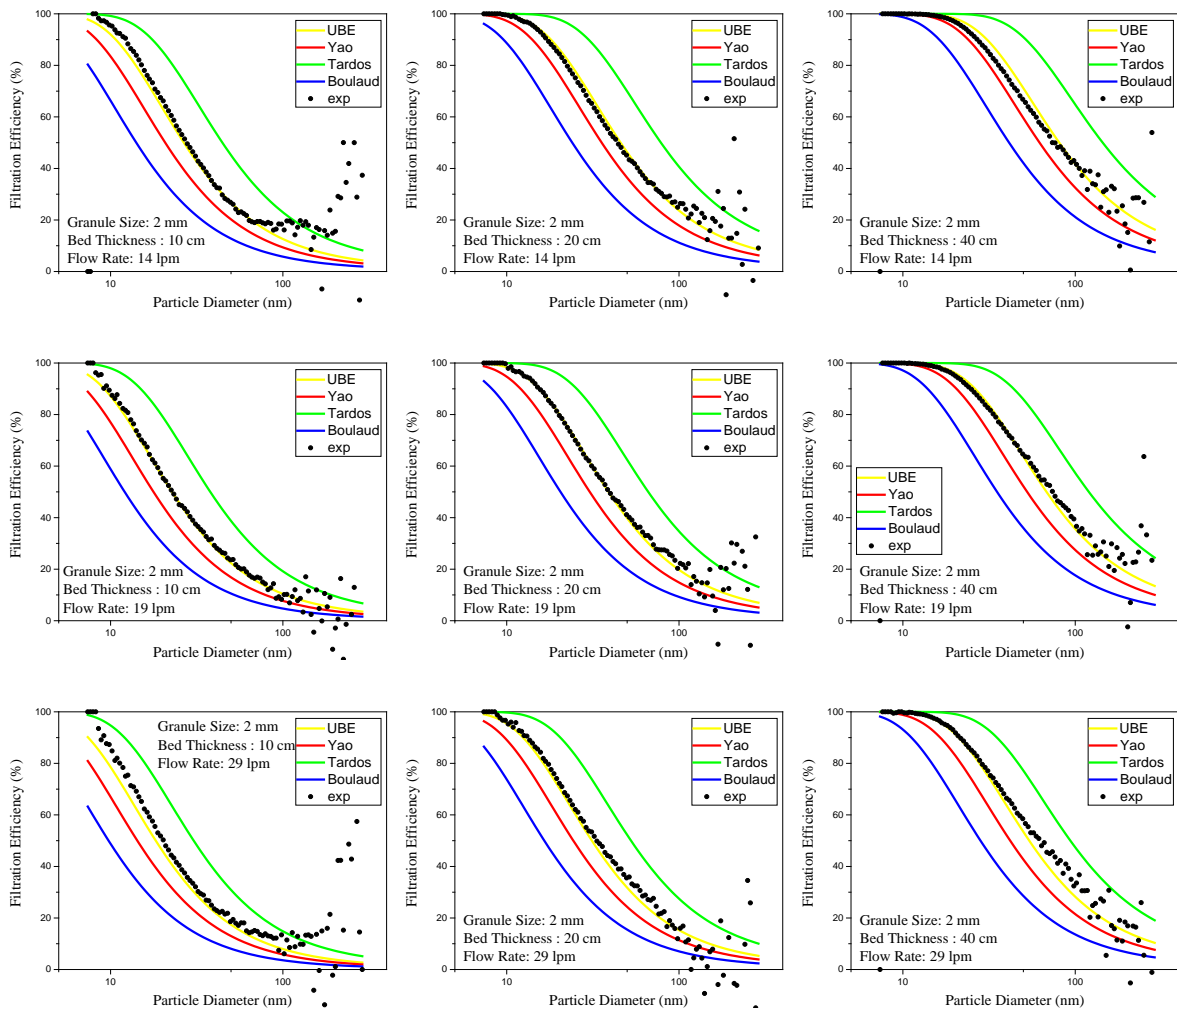 Filtration Efficiency (%)
100
80
60
40
20
0
UBE
Yao
Tardos
Boulaud
exp
Granule Size: 2 mm
Bed Thickness : 10 cm
Flow Rate: 14 lpm
10
100
Particle Diameter (nm)
Filtration Efficiency (%)
100
80
60
40
20
0
UBE
Yao
Tardos
Boulaud
exp
Granule Size: 2 mm
Bed Thickness : 20 cm
Flow Rate: 14 lpm
10
100
Particle Diameter (nm)
Filtration Efficiency (%)
100
80
60
40
20
0
UBE
Yao
Tardos
Boulaud
exp
Granule Size: 2 mm
Bed Thickness : 40 cm
Flow Rate: 14 lpm
10
100
Particle Diameter (nm)
Filtration Efficiency (%)
100
80
60
40
20
0
UBE
Yao
Tardos
Boulaud
exp
Granule Size: 2 mm
Bed Thickness : 10 cm
Flow Rate: 19 lpm
10
100
Particle Diameter (nm)
Filtration Efficiency (%)
100
80
60
40
20
0
UBE
Yao
Tardos
Boulaud
exp
Granule Size: 2 mm
Bed Thickness : 20 cm
Flow Rate: 19 lpm
10
100
Particle Diameter (nm)
Filtration Efficiency (%)
100
80
60
40
20
0
UBE
Yao
Tardos
Boulaud
exp
Granule Size: 2 mm
Bed Thickness : 40 cm
Flow Rate: 19 lpm
10
100
Particle Diameter (nm)
Filtration Efficiency (%)
100
80
60
40
20
0
Granule Size: 2 mm
Bed Thickness : 10 cm
Flow Rate: 29 lpm
UBE
Yao
Tardos
Boulaud
exp
10
100
Particle Diameter (nm)
Filtration Efficiency (%)
100
80
60
40
20
0
UBE
Yao
Tardos
Boulaud
exp
Granule Size: 2 mm
Bed Thickness : 20 cm
Flow Rate: 29 lpm
10
100
Particle Diameter (nm)
Filtration Efficiency (%)
100
80
60
40
20
0
UBE
Yao
Tardos
Boulaud
exp
Granule Size: 2 mm
Bed Thickness : 40 cm
Flow Rate: 29 lpm
10
100
Particle Diameter (nm)